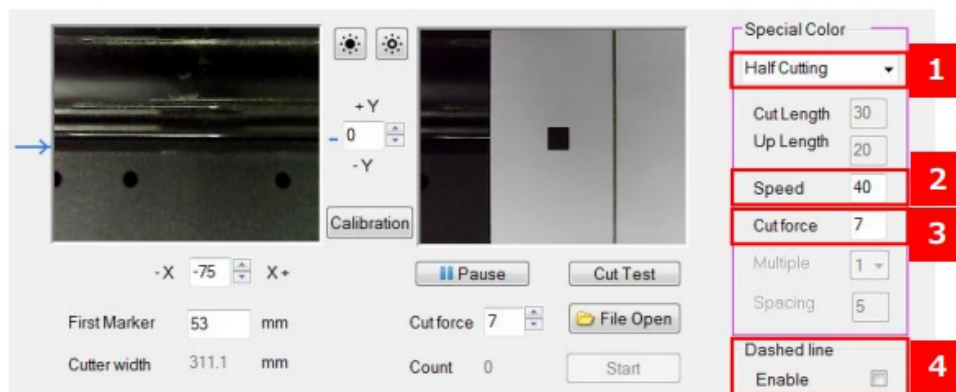 Special Color
Half Cutting
1
Cut Length 30
Up Length 20
Speed 40
2
Cut force 7
3
Multiple 1
Spacing 5
Dashed line
Enable
4
+Y
0
-Y
Calibration
-X -75 X+
First Marker 53 mm
Cutter width 311.1 mm
Pause
Cut Test
Cut force 7
File Open
Count 0
Start